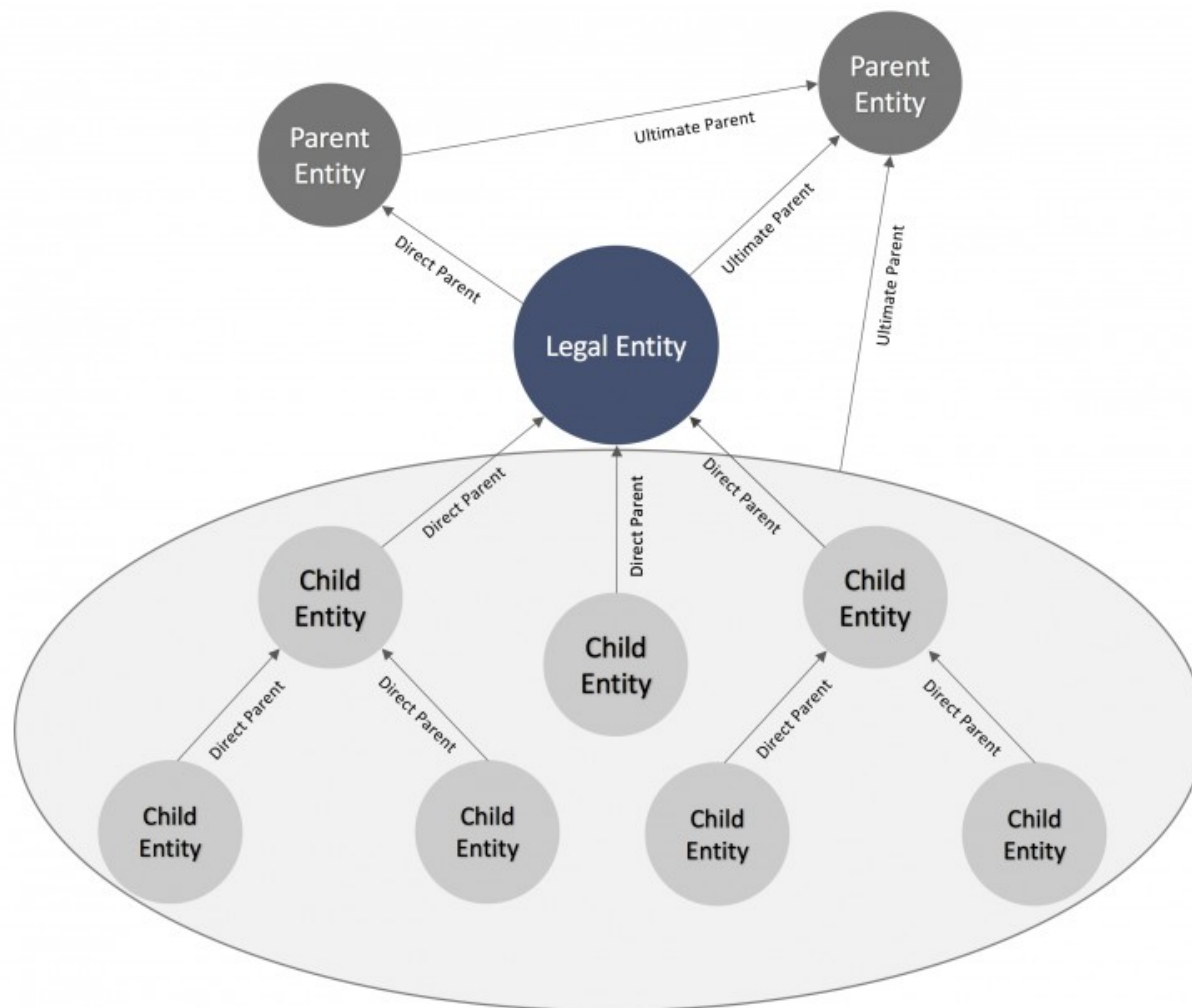 Parent
Entity
Parent
Entity
Ultimate Parent
Direct Parent
Ultimate Parent
Ultimate Parent
Legal Entity
Direct Parent
Direct Parent
Direct Parent
Child
Entity
Child
Entity
Child
Entity
Direct Parent
Direct Parent
Direct Parent
Direct Parent
Child
Entity
Child
Entity
Child
Entity
Child
Entity